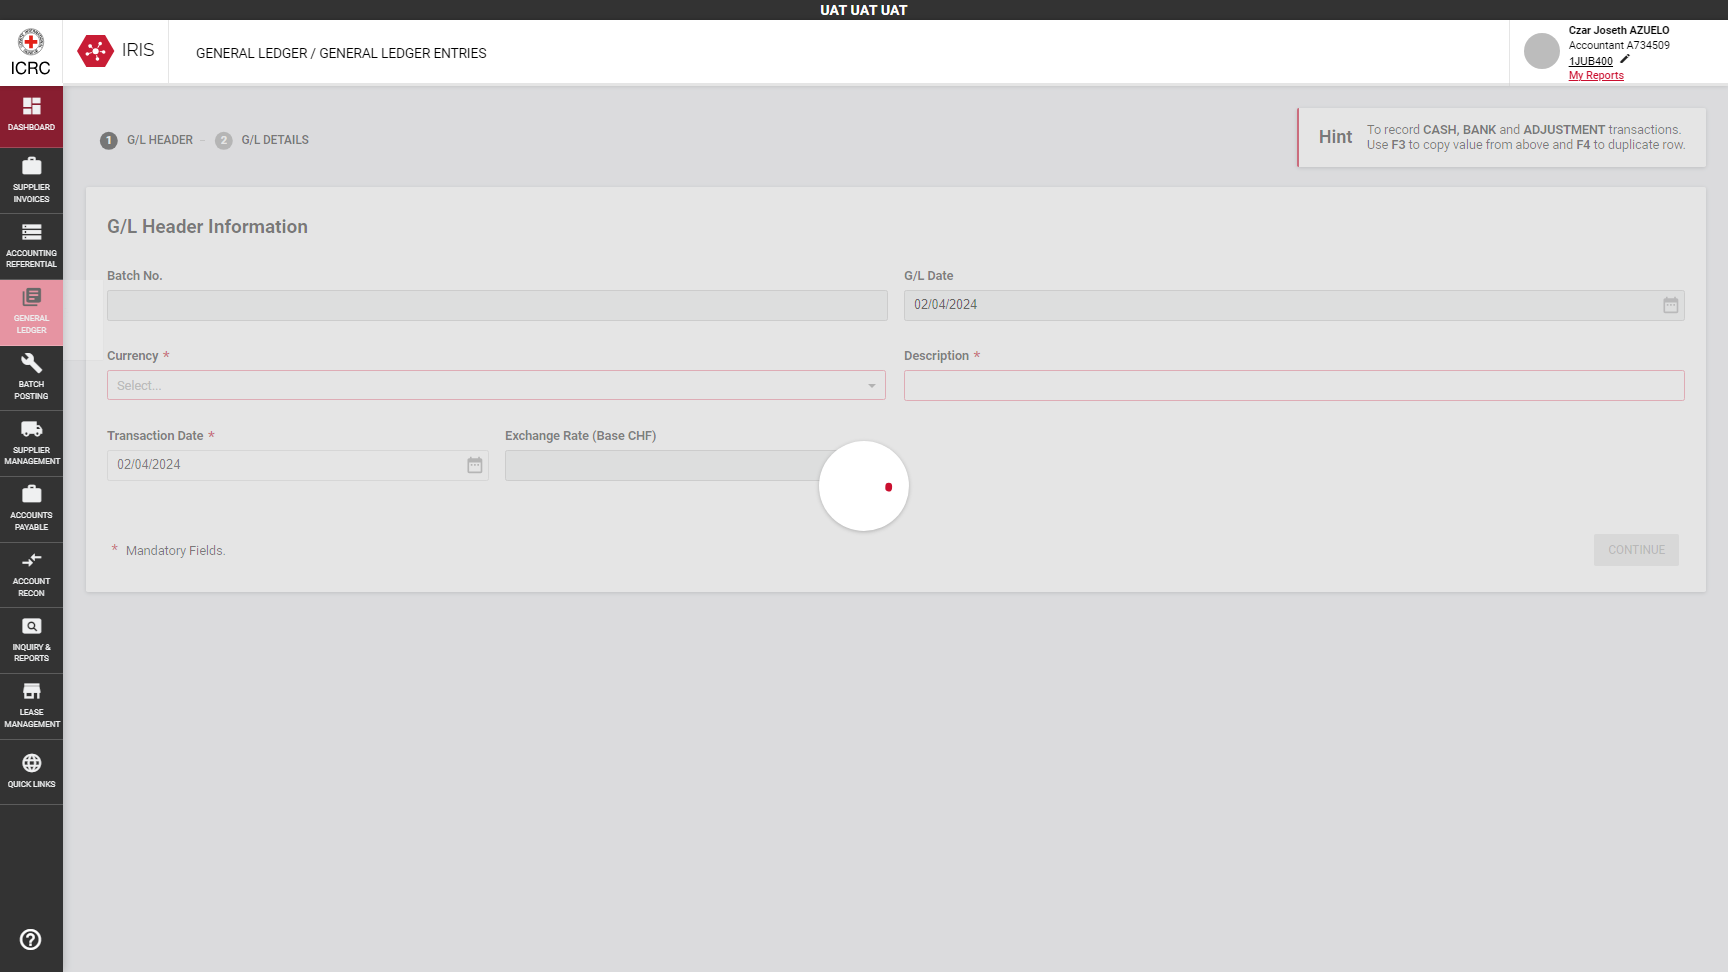 UAT UAT UAT
ICRC
IRIS
GENERAL LEDGER / GENERAL LEDGER ENTRIES
Czar Joseth AZUELO
Accountant A734509
1JUB400
My Reports
DASHBOARD
SUPPLIER
INVOICES
ACCOUNTING
REFERENTIAL
GENERAL
LEDGER
BATCH
POSTING
SUPPLIER
MANAGEMENT
ACCOUNTS
PAYABLE
ACCOUNT
RECON
INQUIRY &
REPORTS
LEASE
MANAGEMENT
QUICK LINKS
1 G/L HEADER - 2 G/L DETAILS
Hint
To record CASH, BANK and ADJUSTMENT transactions.
Use F3 to copy value from above and F4 to duplicate row.
G/L Header Information
Batch No.
G/L Date
02/04/2024
Currency *
Select...
Description *
Transaction Date *
02/04/2024
Exchange Rate (Base CHF)
* Mandatory Fields.
CONTINUE